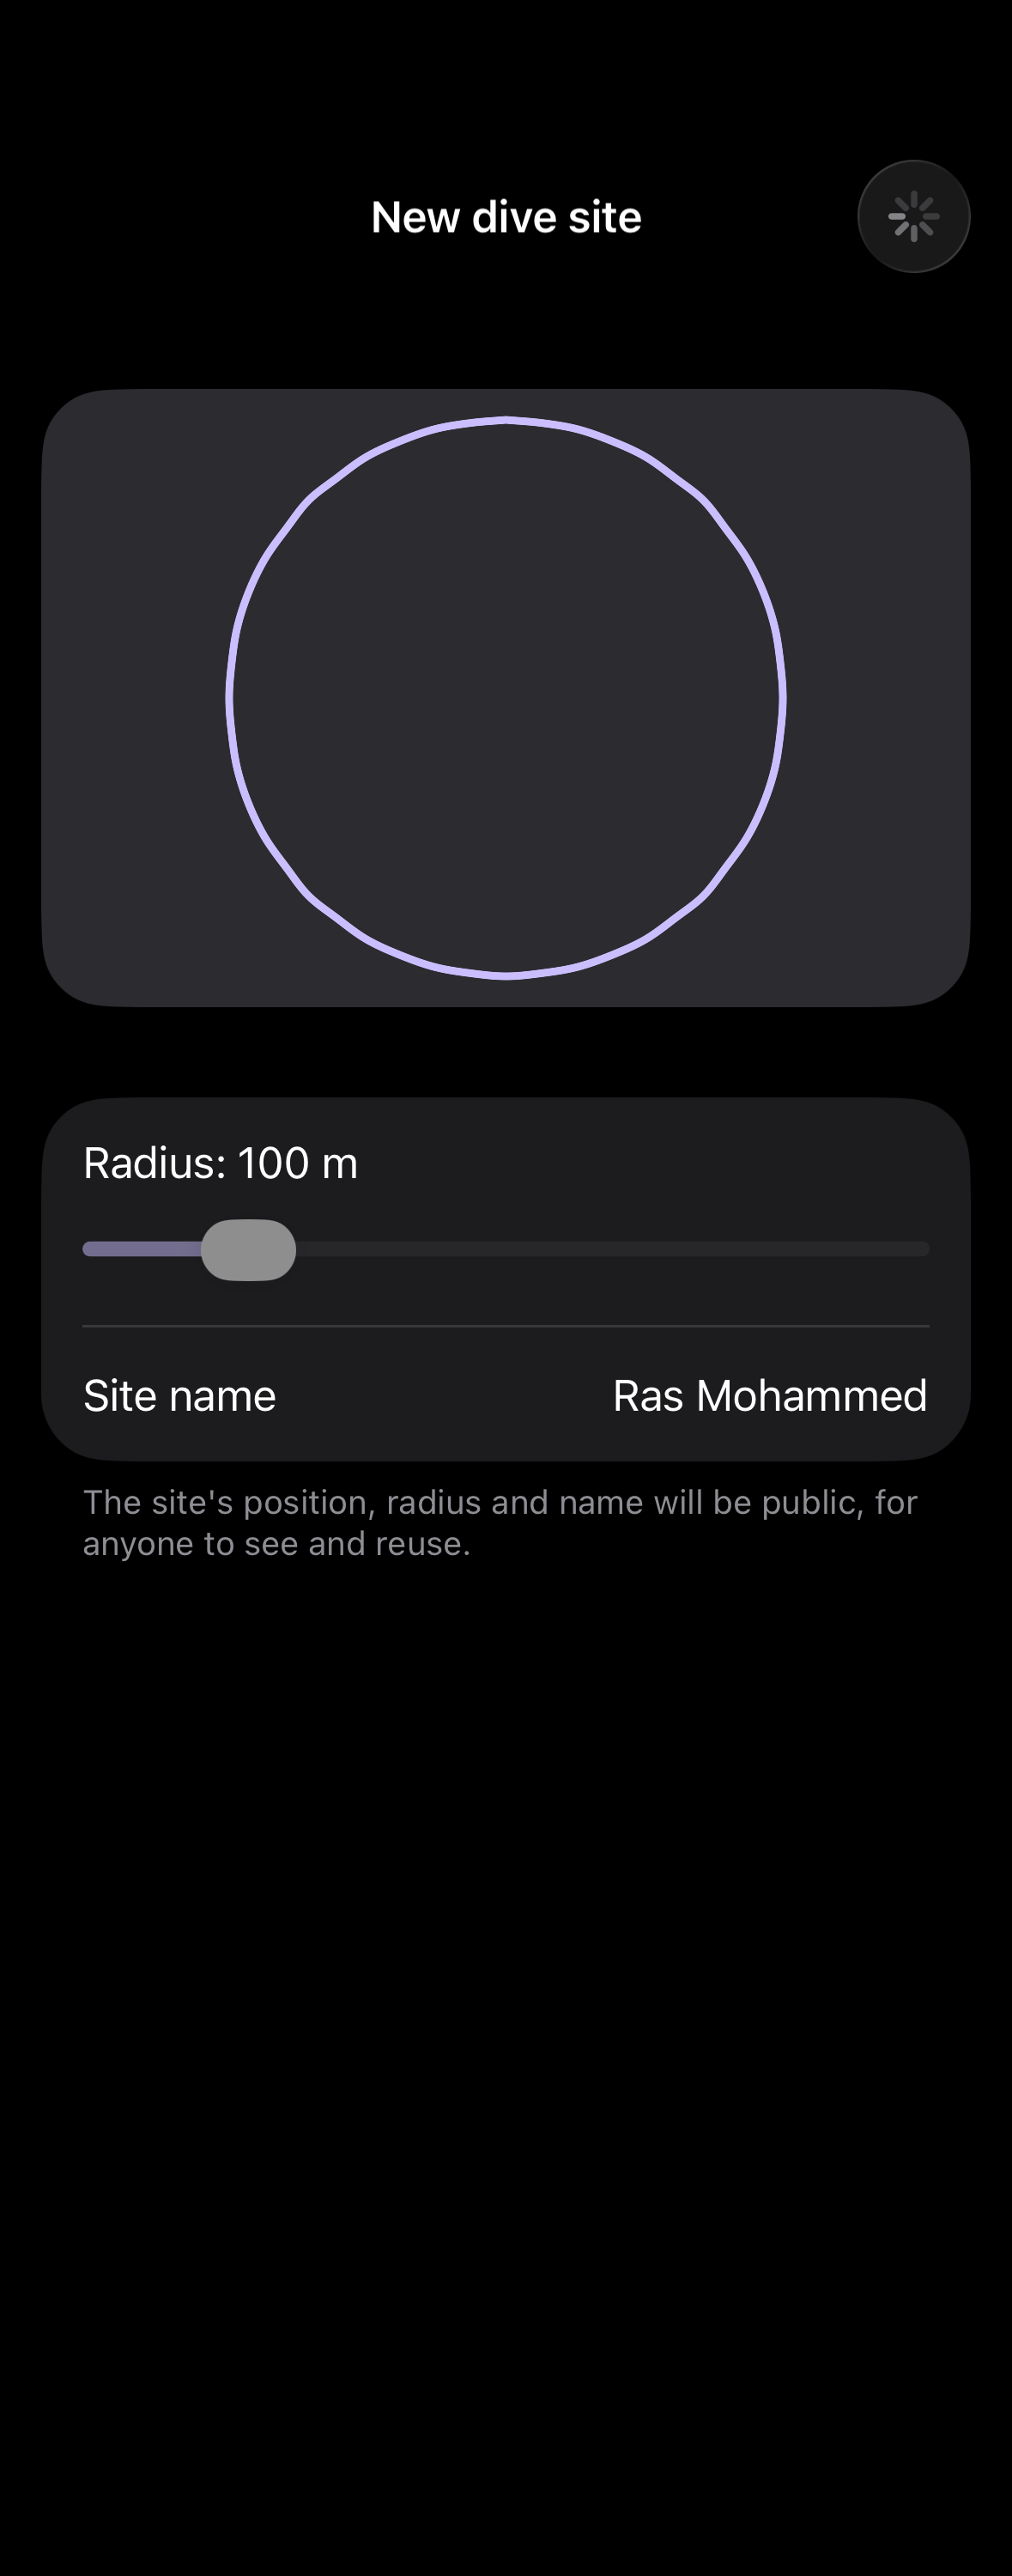 New dive site
Radius: 100 m
Site name Ras Mohammed
The site's position, radius and name will be public, for
anyone to see and reuse.